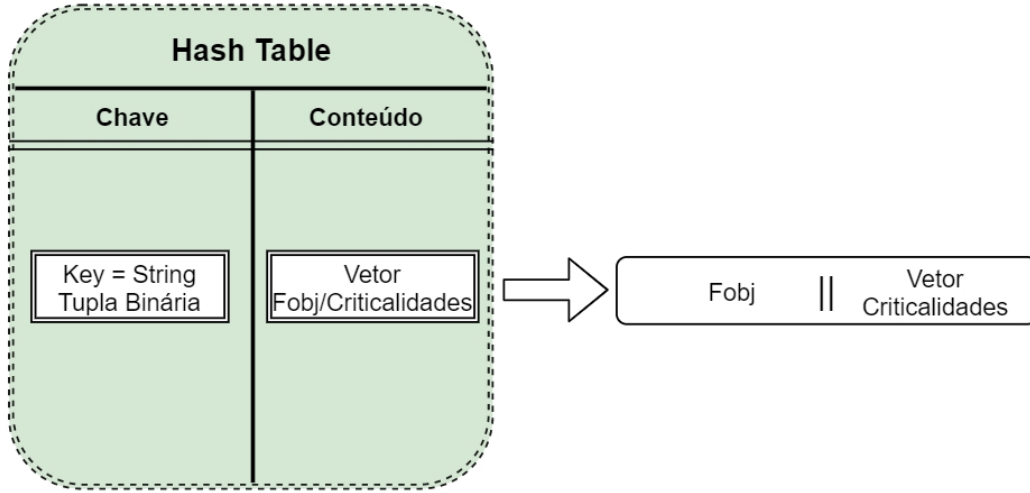 Hash Table
Chave
Conteúdo
Key = String
Tupla Binária
Vetor
Fobj/Criticalidades
Fobj
||
Vetor
Criticalidades